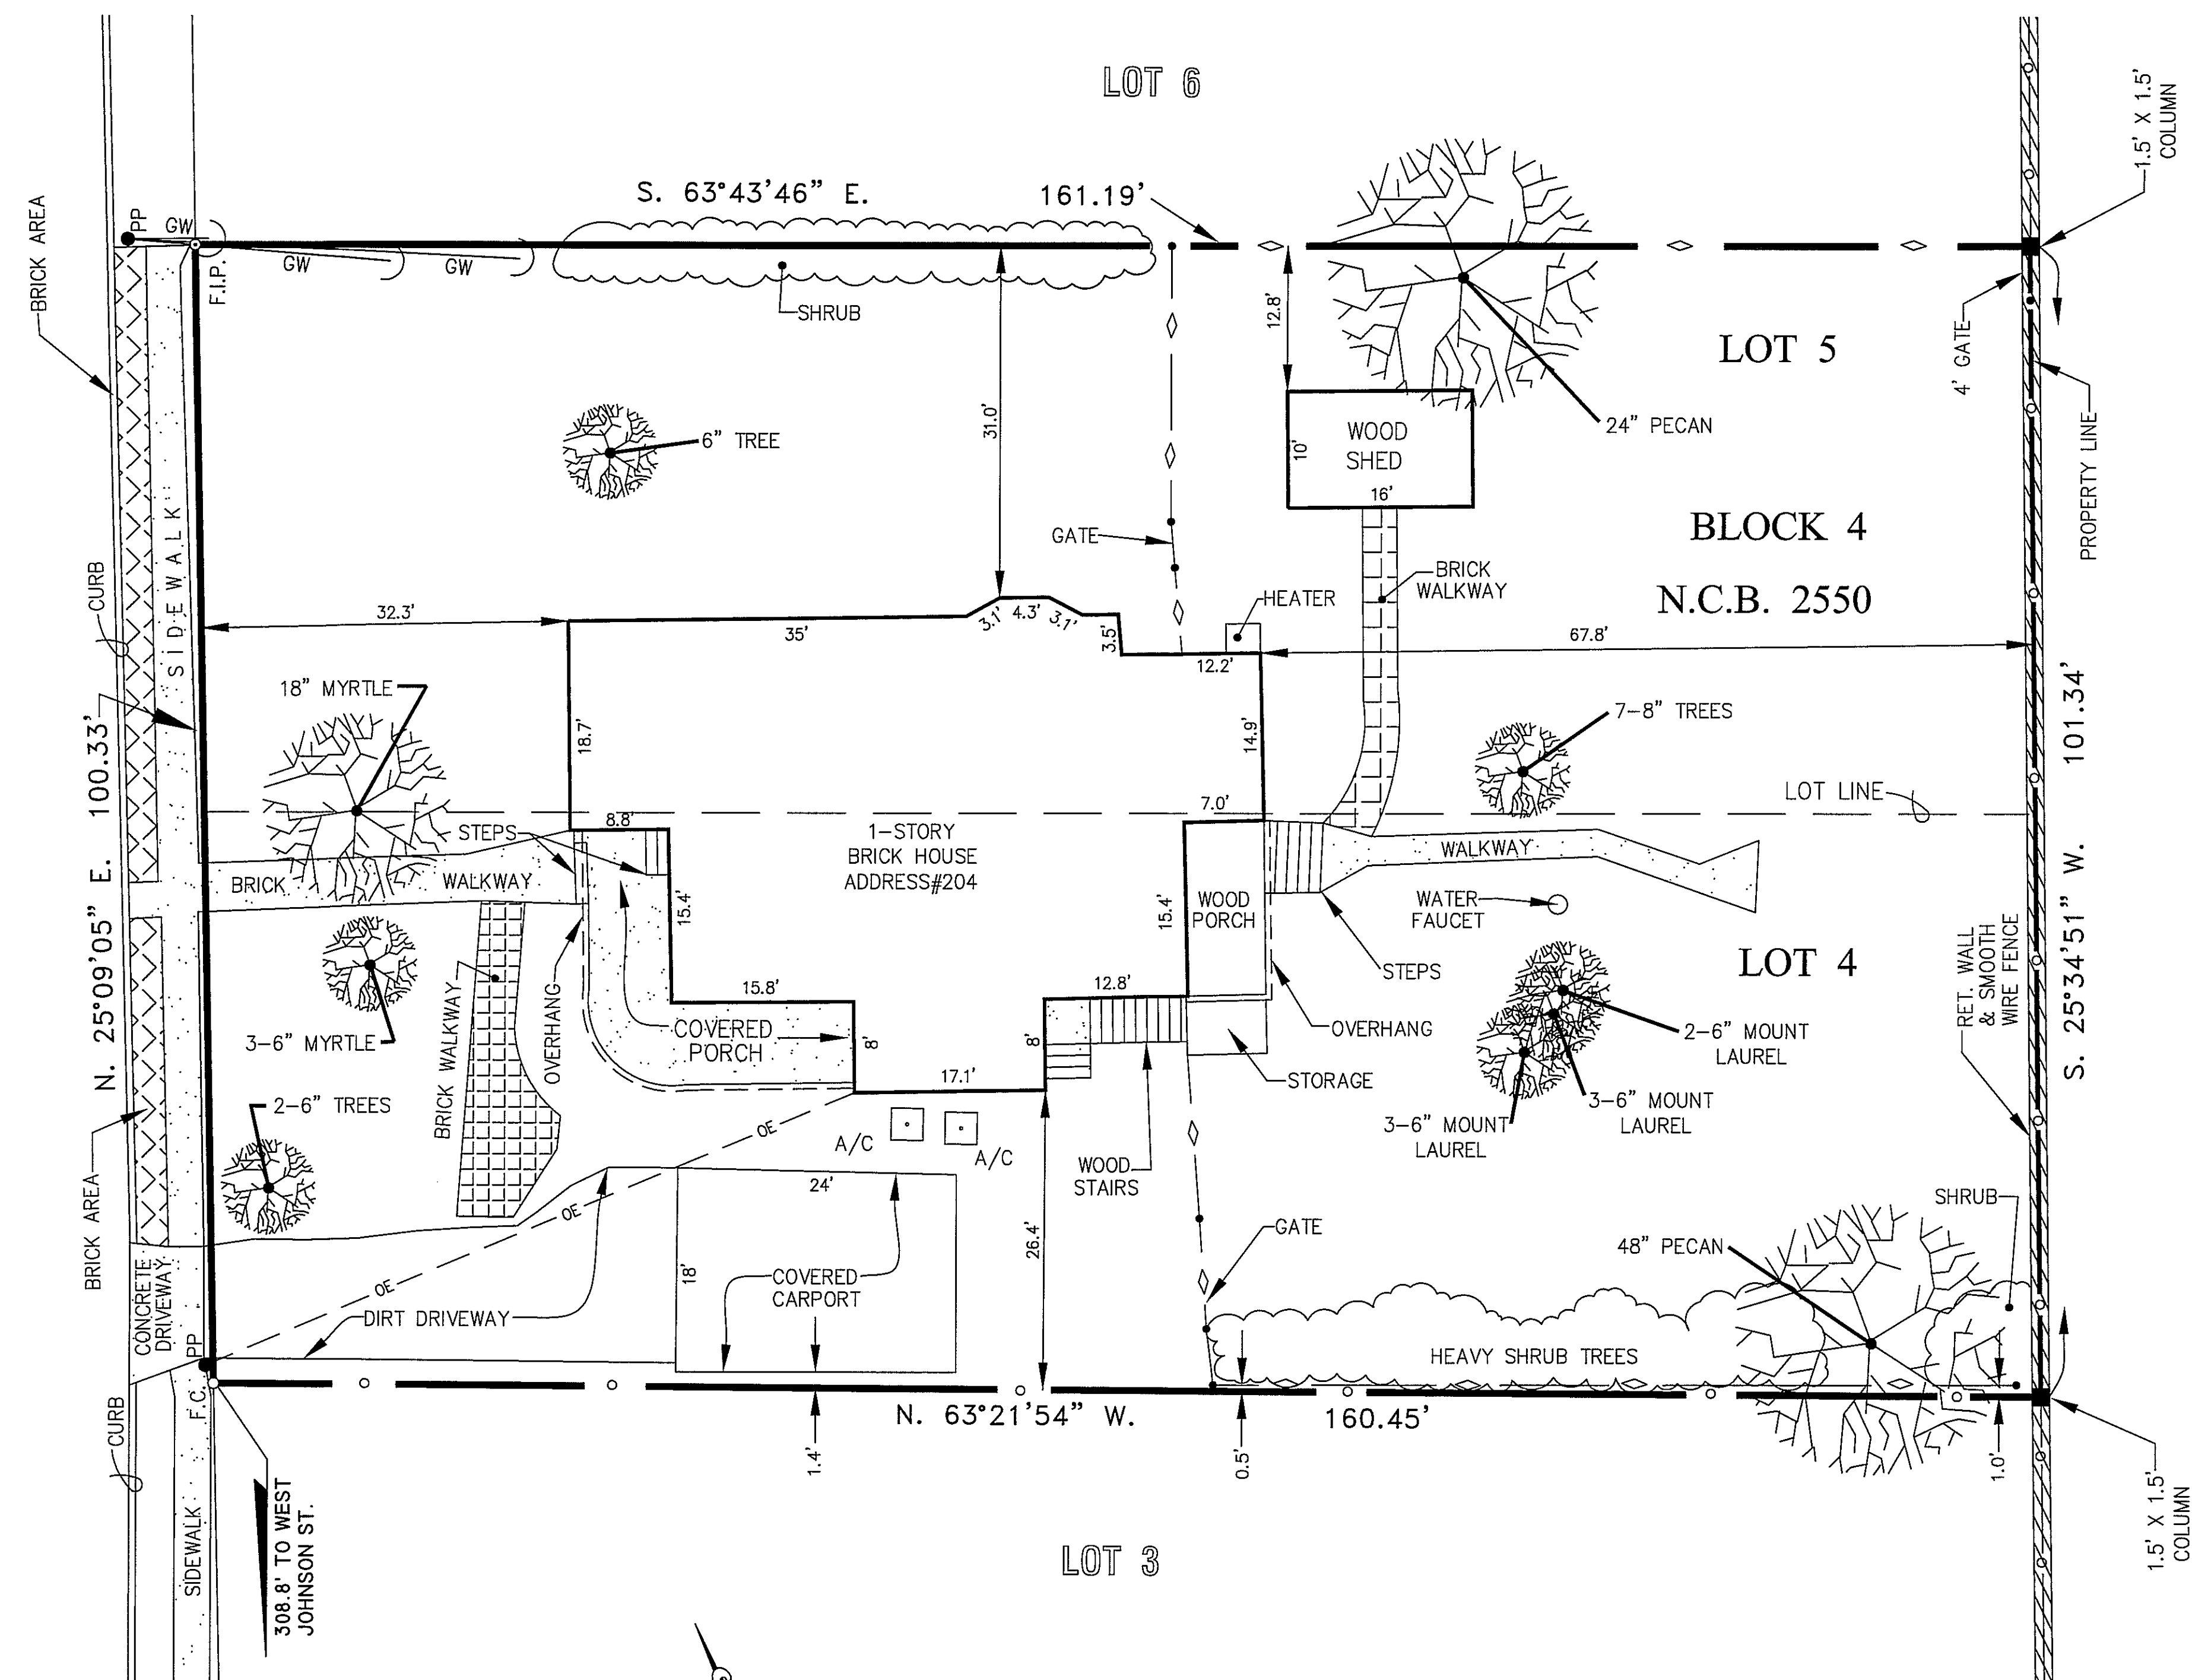 LOT 6
1.5' X 1.5'
COLUMN
S. 63°43'46" E.
161.19'
BRICK AREA
PP
GW
GW
GW
F.I.P.
SHRUB
12.8'
LOT 5
4' GATE
31.0'
24" PECAN
6" TREE
WOOD
SHED
10'
16'
PROPERTY LINE
BLOCK 4
GATE
SIDEWALK
CURB
BRICK
WALKWAY
N.C.B. 2550
HEATER
32.3'
35'
3.1'
4.3'
3.1'
3.5'
12.2'
67.8'
18" MYRTLE
7-8" TREES
18.7'
14.9'
N. 25°09'05" E. 100.33'
S. 25°34'51" W. 101.34'
LOT LINE
7.0'
8.8'
STEPS
1-STORY
BRICK HOUSE
ADDRESS#204
WALKWAY
BRICK
WALKWAY
15.4'
15.4'
WOOD
PORCH
WATER
FAUCET
LOT 4
STEPS
RET. WALL
& SMOOTH
WIRE FENCE
15.8'
12.8'
BRICK WALKWAY
OVERHANG
COVERED
PORCH
8'
8'
OVERHANG
2-6" MOUNT
LAUREL
3-6" MYRTLE
17.1'
STORAGE
3-6" MOUNT
LAUREL
3-6" MOUNT
LAUREL
2-6" TREES
OE
A/C
A/C
WOOD
STAIRS
BRICK AREA
24'
OE
SHRUB
GATE
26.4'
48" PECAN
18'
COVERED
CARPORT
CONCRETE
DRIVEWAY
OE
DIRT DRIVEWAY
PP
HEAVY SHRUB TREES
F.C.
N. 63°21'54" W.
160.45'
CURB
1.4'
0.5'
1.0'
1.5' X 1.5'
COLUMN
SIDEWALK
308.8' TO WEST
JOHNSON ST.
LOT 3